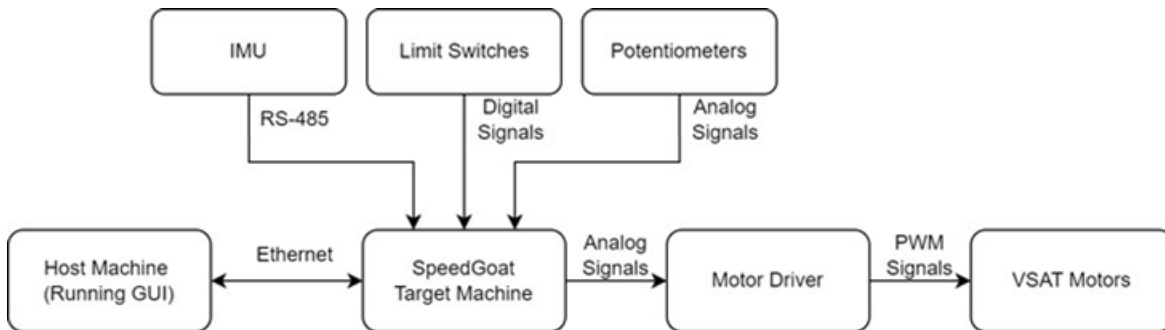 IMU
Limit Switches
Potentiometers
RS-485
Digital
Signals
Analog
Signals
Host Machine
(Running GUI)
Ethernet
SpeedGoat
Target Machine
Analog
Signals
Motor Driver
PWM
Signals
VSAT Motors